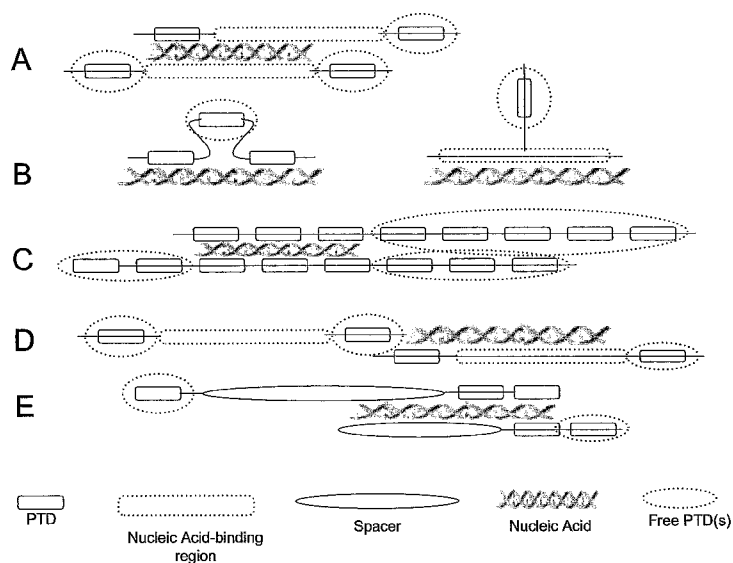 A
B
C
D
E
PTD
Nucleic Acid-binding
region
Spacer
Nucleic Acid
Free PTD(s)